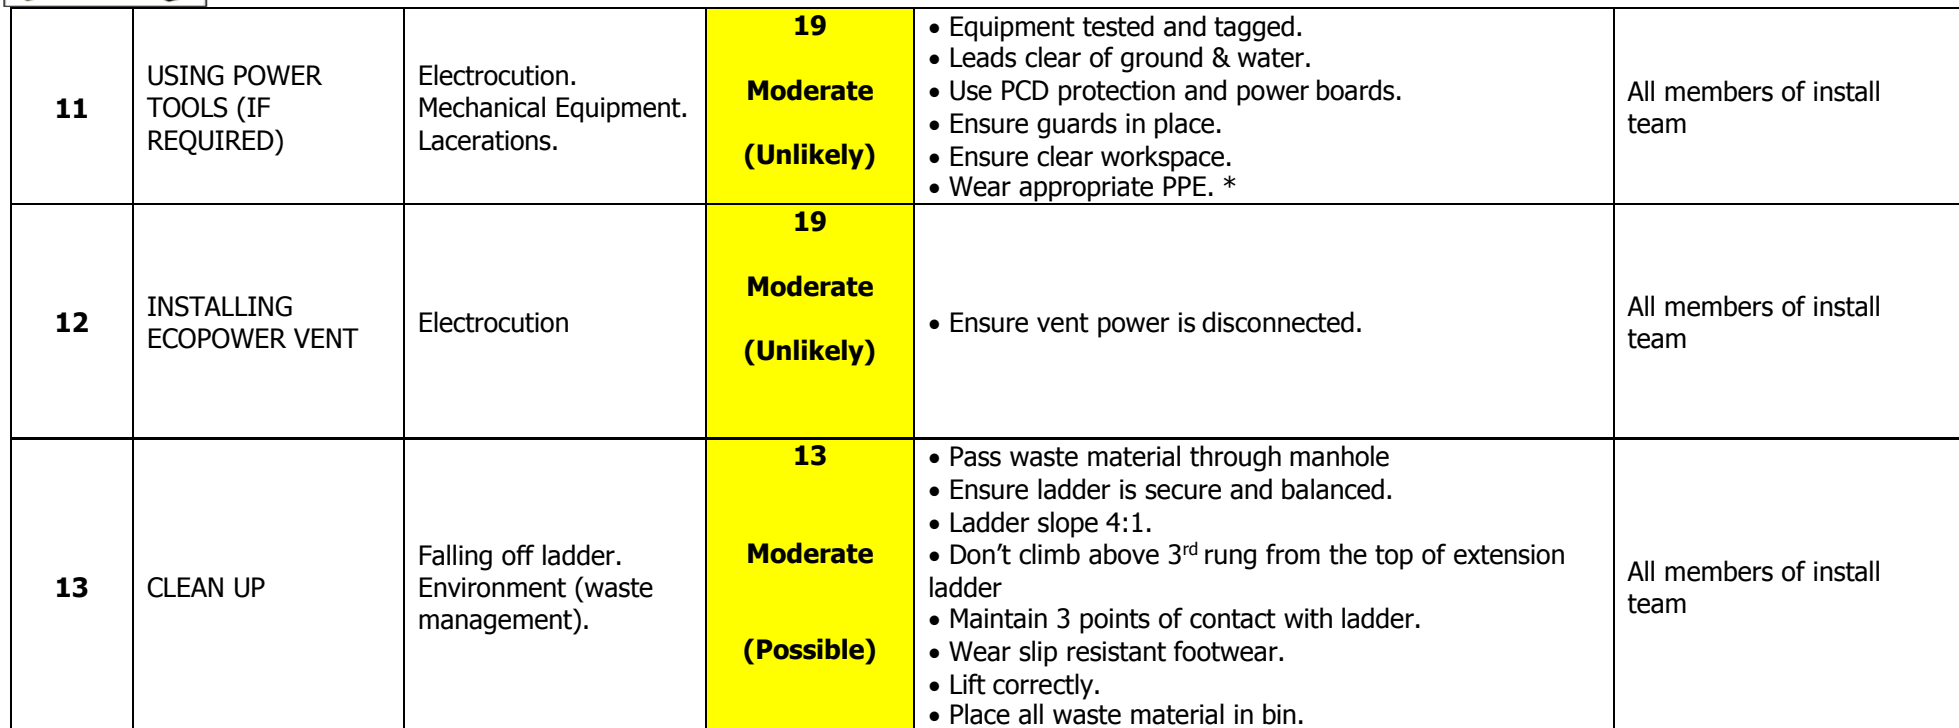 11
USING POWER
TOOLS (IF
REQUIRED)
Electrocution.
Mechanical Equipment.
Lacerations.
19
Moderate
(Unlikely)
• Equipment tested and tagged.
• Leads clear of ground & water.
• Use PCD protection and power boards.
• Ensure guards in place.
• Ensure clear workspace.
• Wear appropriate PPE. *
All members of install
team
12
INSTALLING
ECOPOWER VENT
Electrocution
19
Moderate
(Unlikely)
• Ensure vent power is disconnected.
All members of install
team
13
CLEAN UP
Falling off ladder.
Environment (waste
management).
13
Moderate
(Possible)
• Pass waste material through manhole
• Ensure ladder is secure and balanced.
• Ladder slope 4:1.
• Don’t climb above 3rd rung from the top of extension
ladder
• Maintain 3 points of contact with ladder.
• Wear slip resistant footwear.
• Lift correctly.
• Place all waste material in bin.
All members of install
team